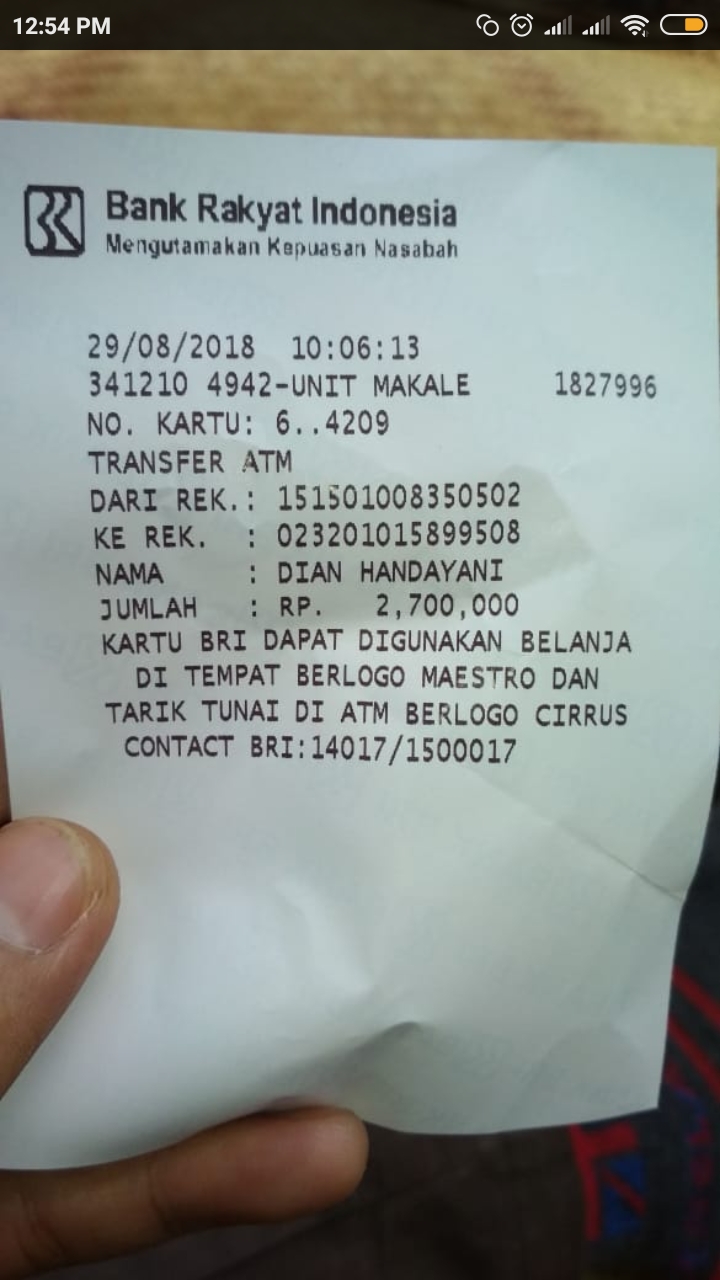 12:54 PM
Bank Rakyat Indonesia
Mengutamakan Kepuasan Nasabah
29/08/2018 10:06:13
341210 4942-UNIT MAKALE 1827996
NO. KARTU: 6..4209
TRANSFER ATM
DARI REK.: 151501008350502
KE REK. : 023201015899508
NAMA : DIAN HANDAYANI
JUMLAH : RP. 2,700,000
KARTU BRI DAPAT DIGUNAKAN BELANJA
DI TEMPAT BERLOGO MAESTRO DAN
TARIK TUNAI DI ATM BERLOGO CIRRUS
CONTACT BRI:14017/1500017